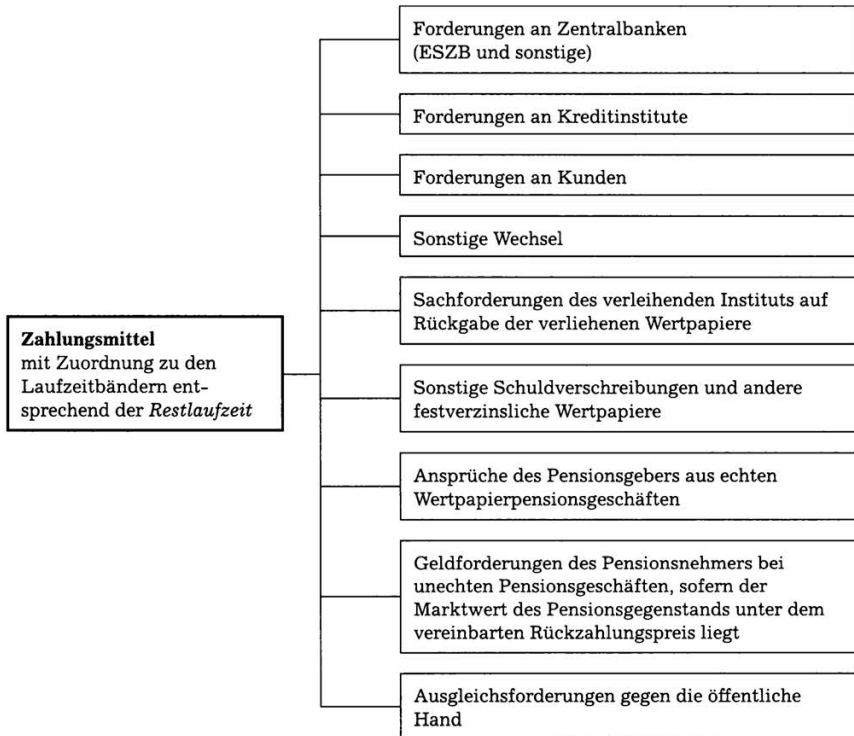 Forderungen an Zentralbanken
(ESZB und sonstige)
Forderungen an Kreditinstitute
Forderungen an Kunden
Sonstige Wechsel
Sachforderungen des verleihenden Instituts auf
Rückgabe der verliehenen Wertpapiere
Zahlungsmittel
mit Zuordnung zu den
Laufzeitbändern ent-
sprechend der Restlaufzeit
Sonstige Schuldverschreibungen und andere
festverzinsliche Wertpapiere
Ansprüche des Pensionsgebers aus echten
Wertpapierpensionsgeschäften
Geldforderungen des Pensionsnehmers bei
unechten Pensionsgeschäften, sofern der
Marktwert des Pensionsgegenstands unter dem
vereinbarten Rückzahlungspreis liegt
Ausgleichsforderungen gegen die öffentliche
Hand